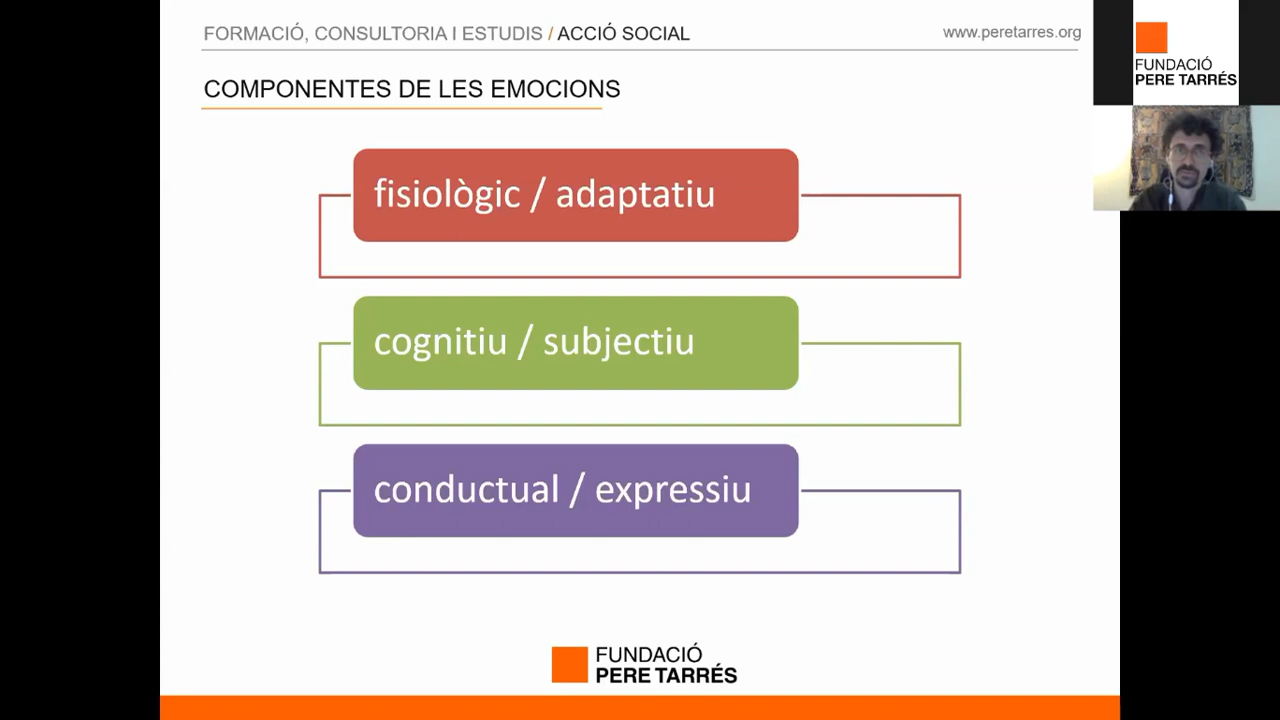 FORMACIÓ, CONSULTORIA I ESTUDIS / ACCIÓ SOCIAL
www.peretarres.org
COMPONENTES DE LES EMOCIONS
fisiològic / adaptatiu
cognitiu / subjectiu
conductual / expressiu
FUNDACIÓ
PERE TARRÉS
FUNDACIÓ
PERE TARRÉS